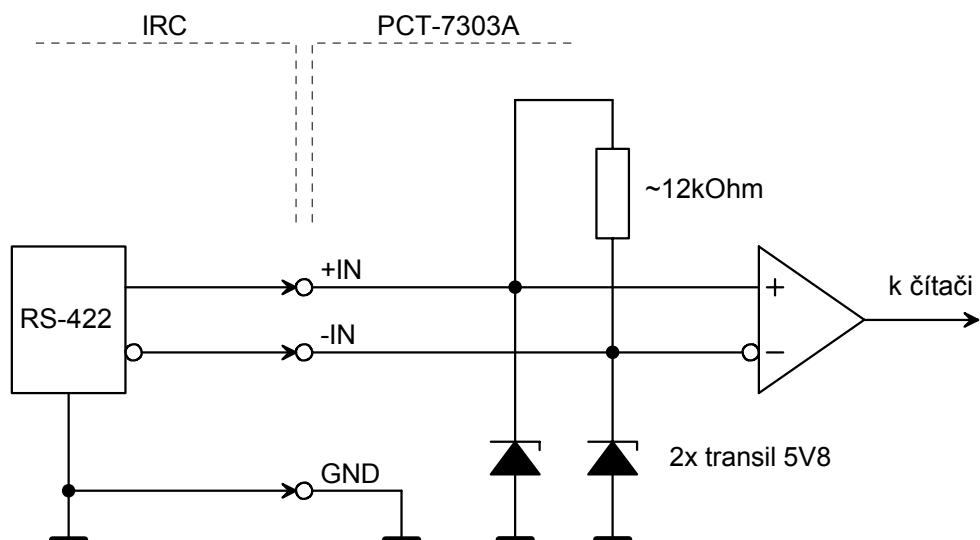 IRC
PCT-7303A
~12kOhm
+IN
k čítači
RS-422
+
-IN
−
2x transil 5V8
GND